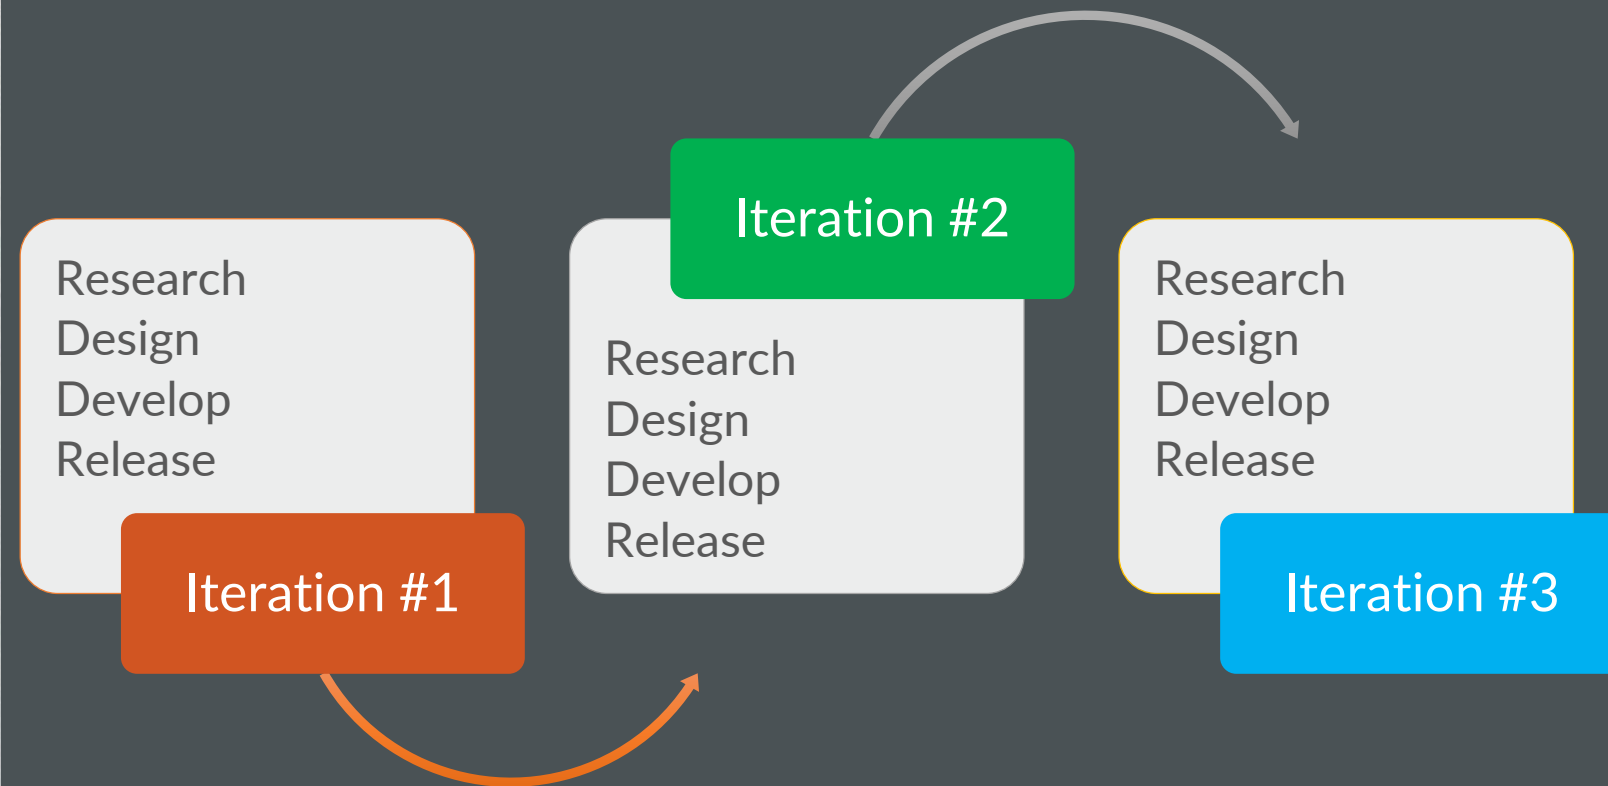 Research
Design
Develop
Release
Iteration #1
Iteration #2
Research
Design
Develop
Release
Research
Design
Develop
Release
Iteration #3